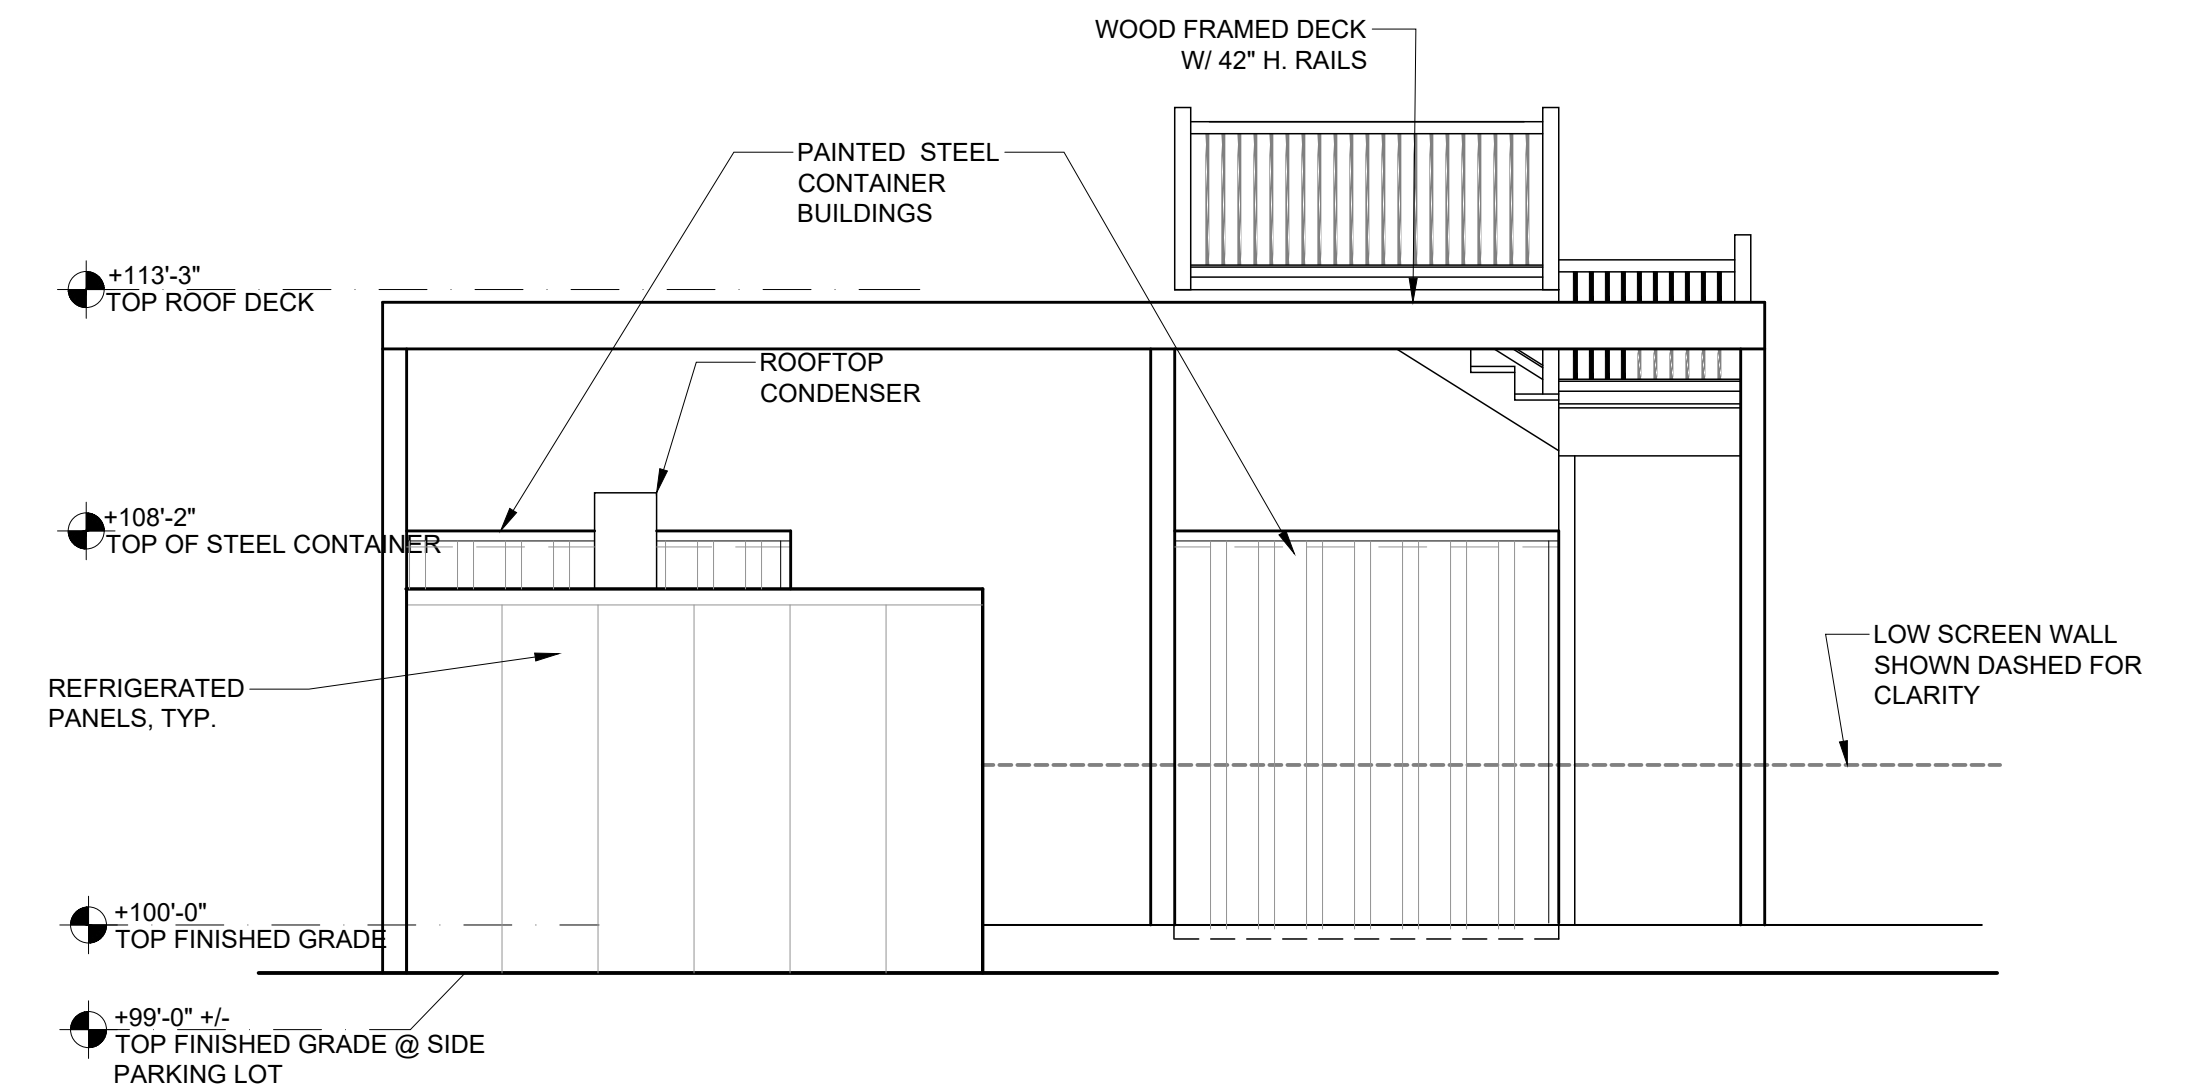 WOOD FRAMED DECK
W/ 42" H. RAILS
PAINTED STEEL
CONTAINER
BUILDINGS
+113'-3"
TOP ROOF DECK
ROOFTOP
CONDENSER
+108'-2"
TOP OF STEEL CONTAINER
LOW SCREEN WALL
SHOWN DASHED FOR
CLARITY
REFRIGERATED
PANELS, TYP.
+100'-0"
TOP FINISHED GRADE
+99'-0" +/-
TOP FINISHED GRADE @ SIDE
PARKING LOT